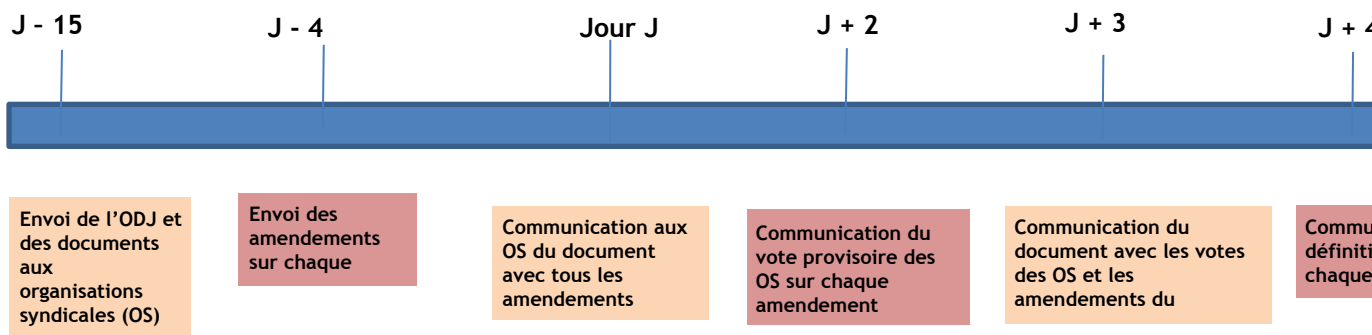 J – 15
J - 4
Jour J
J + 2
J + 3
J + 4
Envoi de l’ODJ et
des documents
aux
organisations
syndicales (OS)
Envoi des
amendements
sur chaque
Communication aux
OS du document
avec tous les
amendements
Communication du
vote provisoire des
OS sur chaque
amendement
Communication du
document avec les votes
des OS et les
amendements du
chaque